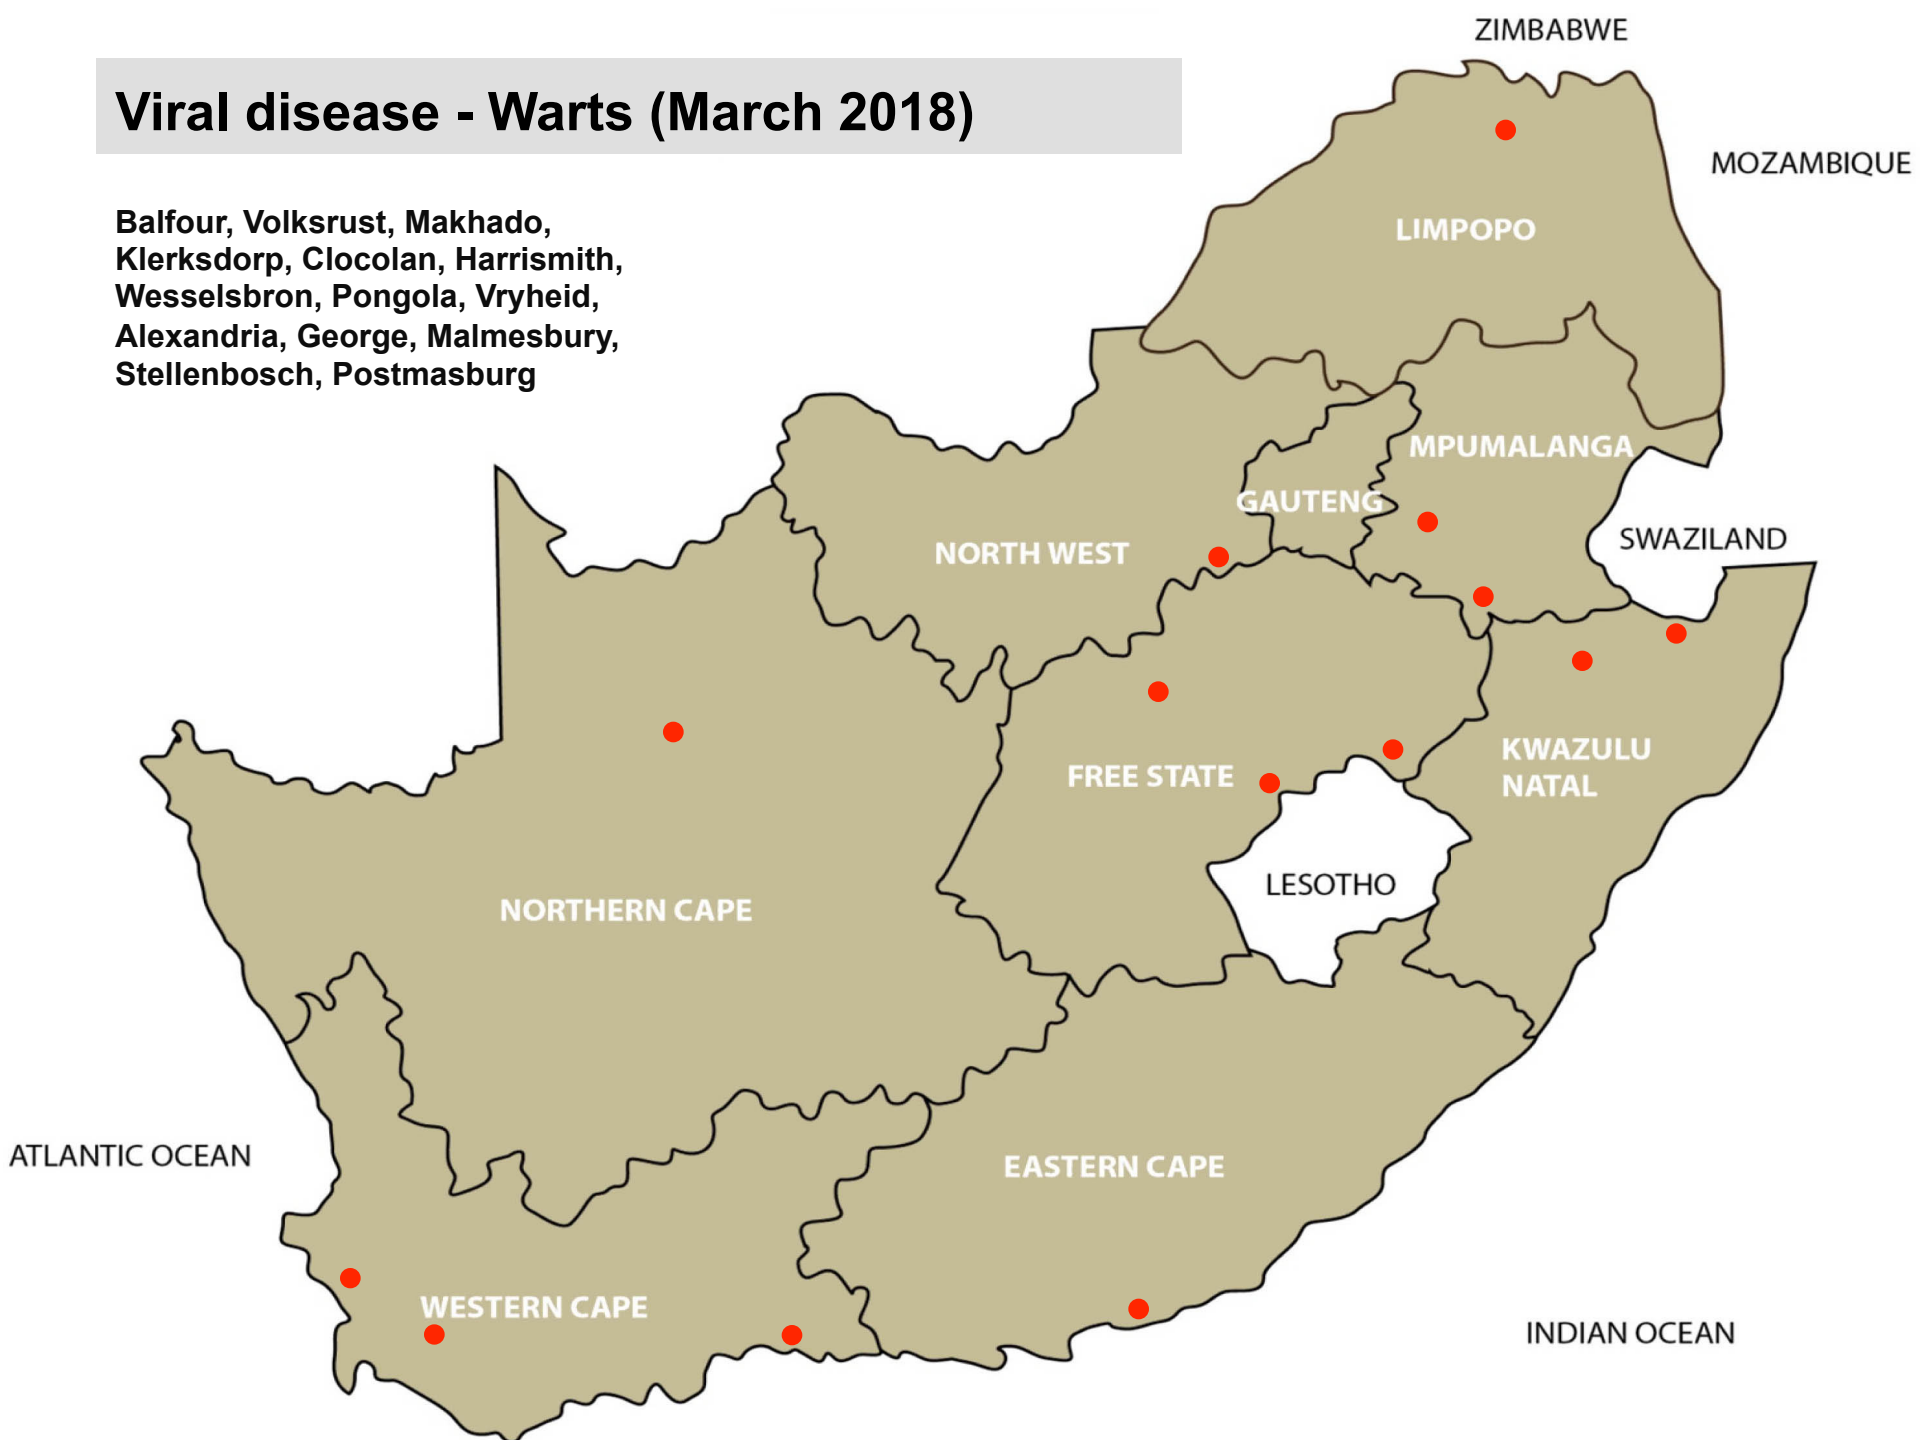 ZIMBABWE
Viral disease - Warts (March 2018)
MOZAMBIQUE
Balfour, Volksrust, Makhado,
Klerksdorp, Clocolan, Harrismith,
Wesselsbron, Pongola, Vryheid,
Alexandria, George, Malmesbury,
Stellenbosch, Postmasburg
LIMPOPO
MPUMALANGA
GAUTENG
SWAZILAND
NORTH WEST
KWAZULU
NATAL
FREE STATE
LESOTHO
NORTHERN CAPE
ATLANTIC OCEAN
EASTERN CAPE
WESTERN CAPE
INDIAN OCEAN